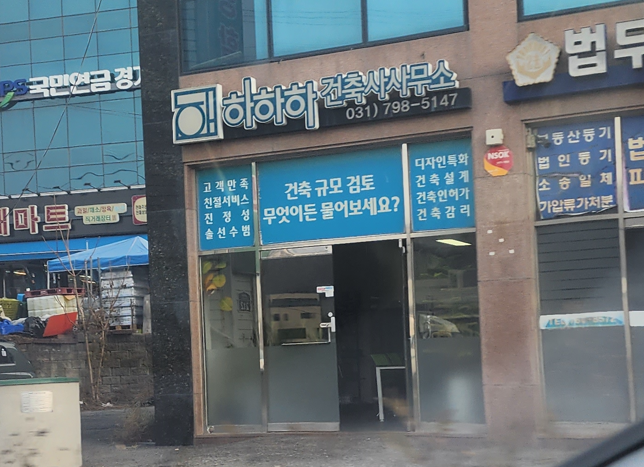 국민연금 경기
하하하 건축사사무소
031) 798-5147
고객만족
친절서비스
진정성
솔선수범
건축 규모 검토
무엇이든 물어보세요?
디자인특화
건축설계
건축인허가
건축감리
NSOK
법무
부동산등기
법인등기
소송일체
가압류가처분
마트